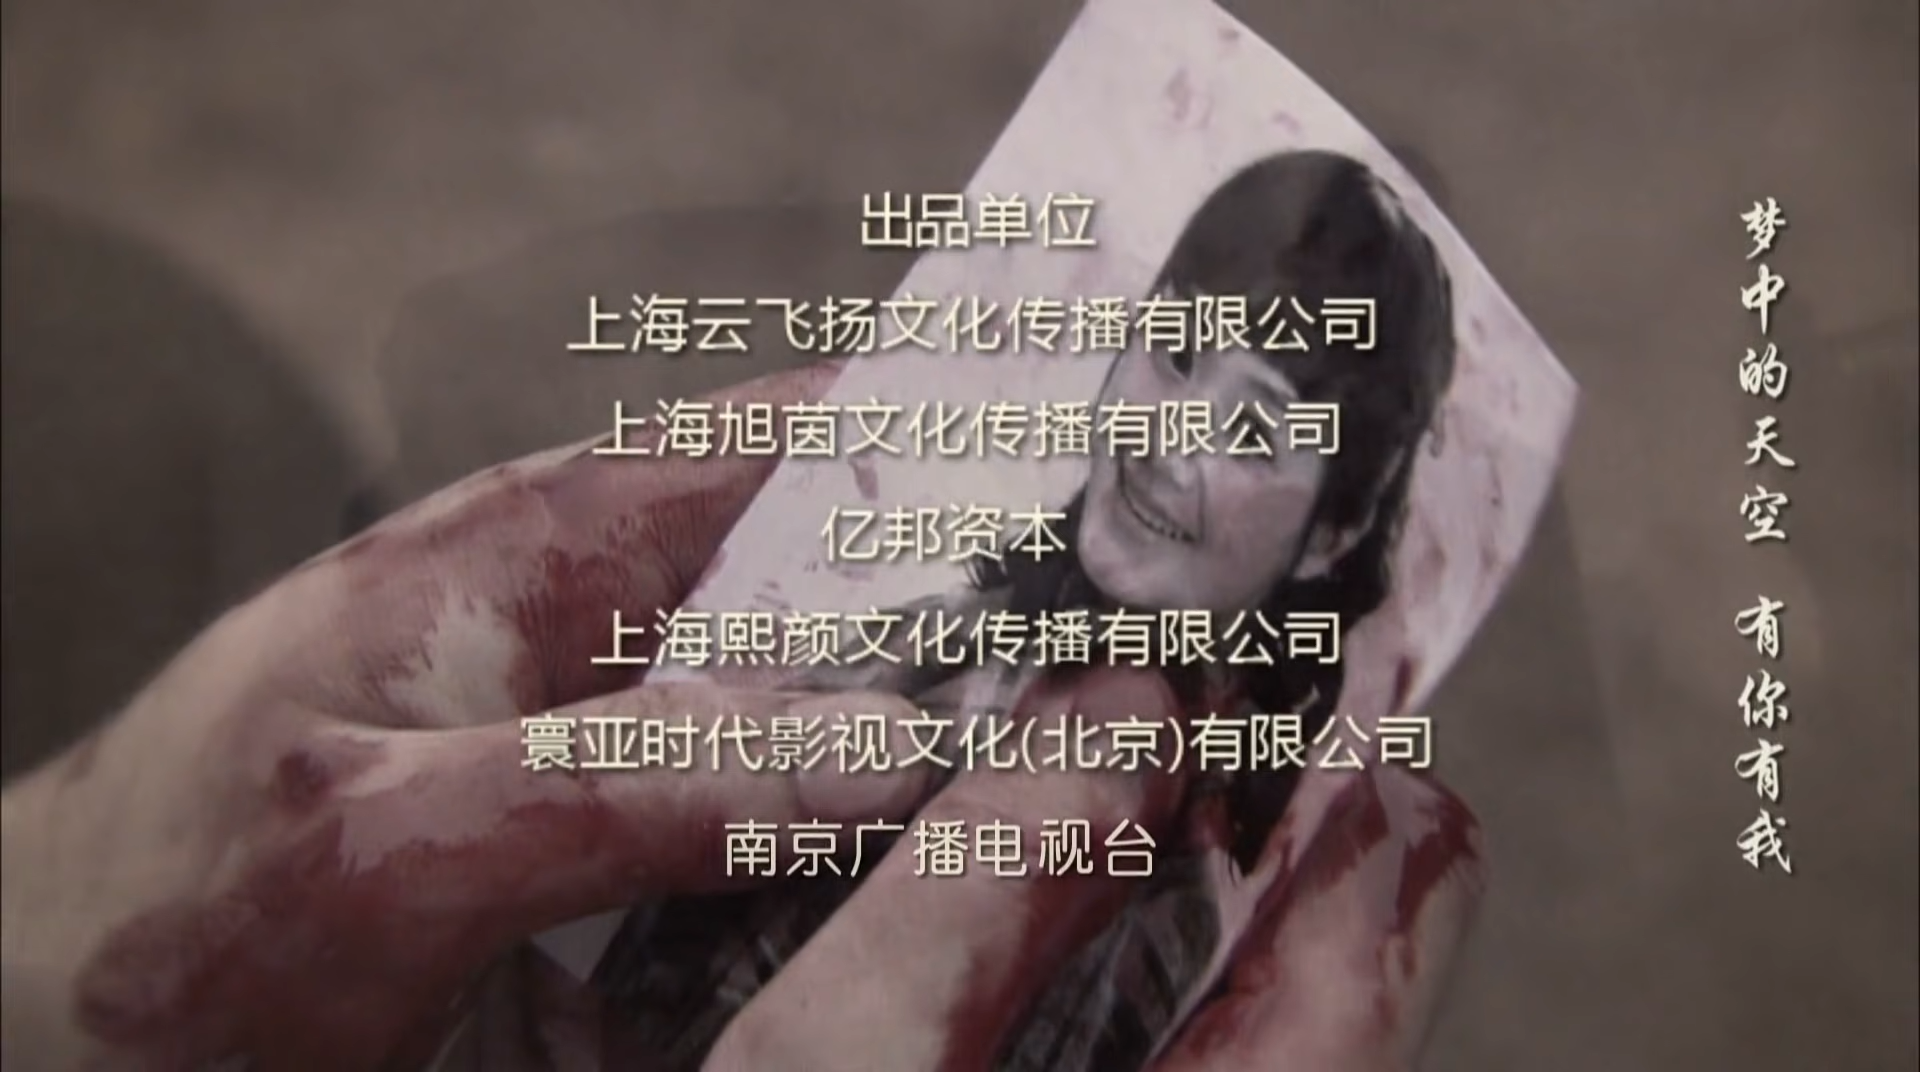 出品单位
上海云飞扬文化传播有限公司
上海旭茵文化传播有限公司
亿邦资本
上海熙颜文化传播有限公司
寰亚时代影视文化(北京)有限公司
南京广播电视台
梦中的天空 有你有我